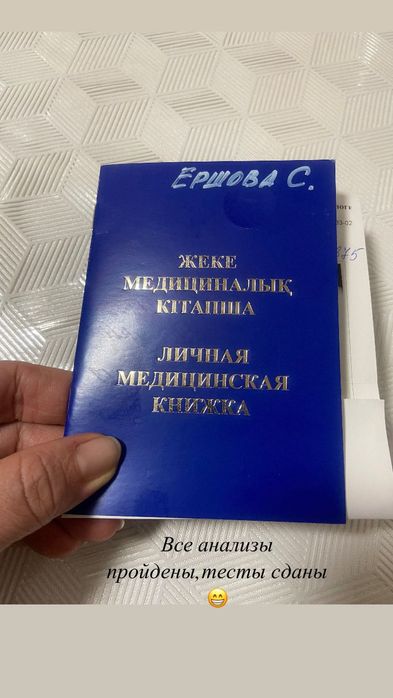 ЕРШОВА С.
ЖЕКЕ
МЕДИЦИНАЛЫҚ
КІТАПША
ЛИЧНАЯ
МЕДИЦИНСКАЯ
КНИЖКА
Все анализы
пройдены,тесты сданы
😁